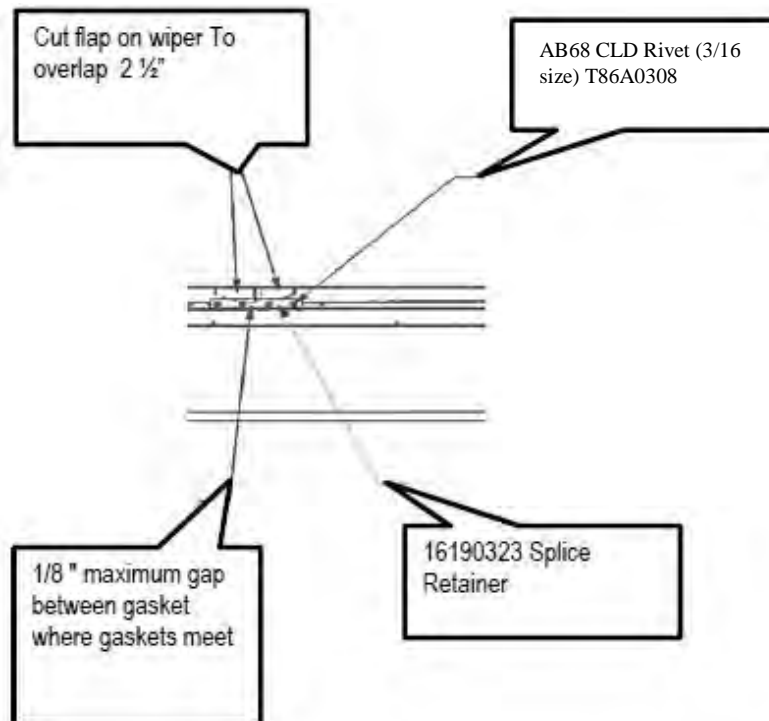 Cut flap on wiper To
overlap 2 ½"
AB68 CLD Rivet (3/16
size) T86A0308
1/8 " maximum gap
between gasket
where gaskets meet
16190323 Splice
Retainer